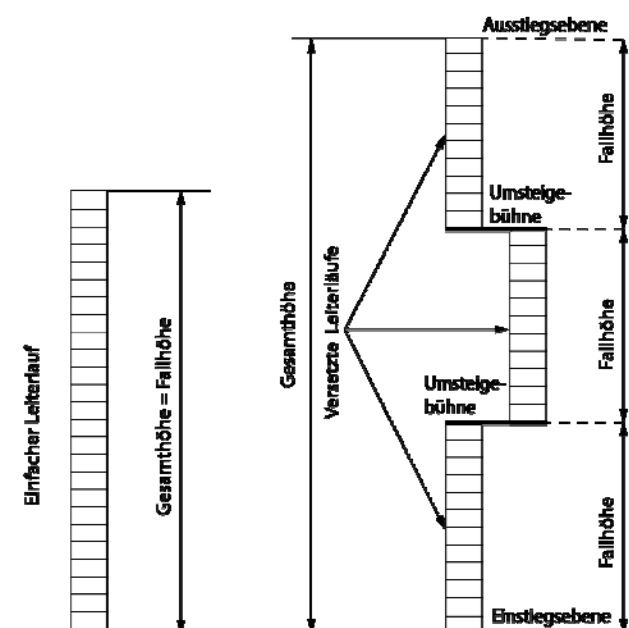 Einfacher Leiterlauf
Gesamthöhe = Fallhöhe
Gesamthöhe
Versetzte Leiterläufe
Ausstiegsebene
Fallhöhe
Umsteige-
bühne
Fallhöhe
Umsteige-
bühne
Fallhöhe
Einstiegsebene